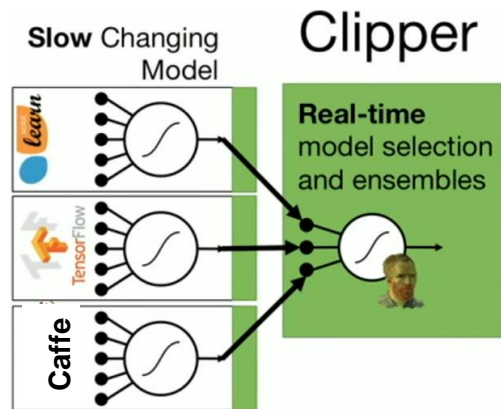 Slow Changing
Model
Clipper
learn
TensorFlow
Caffe
Real-time
model selection
and ensembles